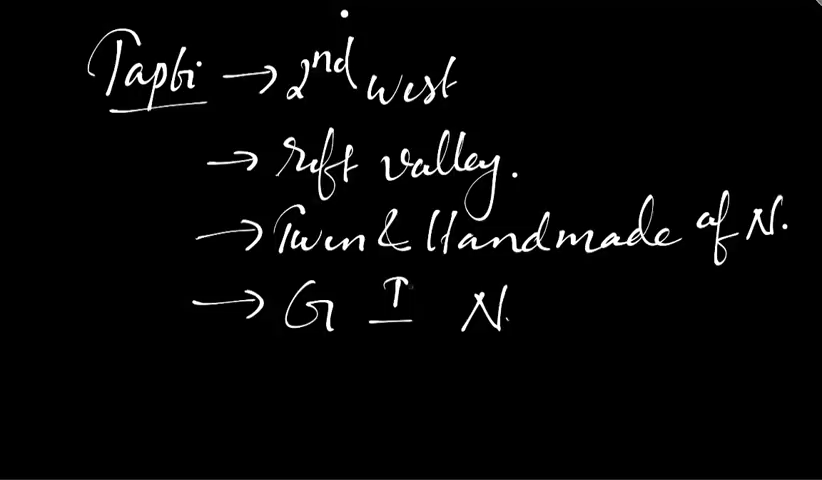 Tapti → 2nd West
→ Rift Valley.
→ Twin & Handmade of N.
→ G T N.